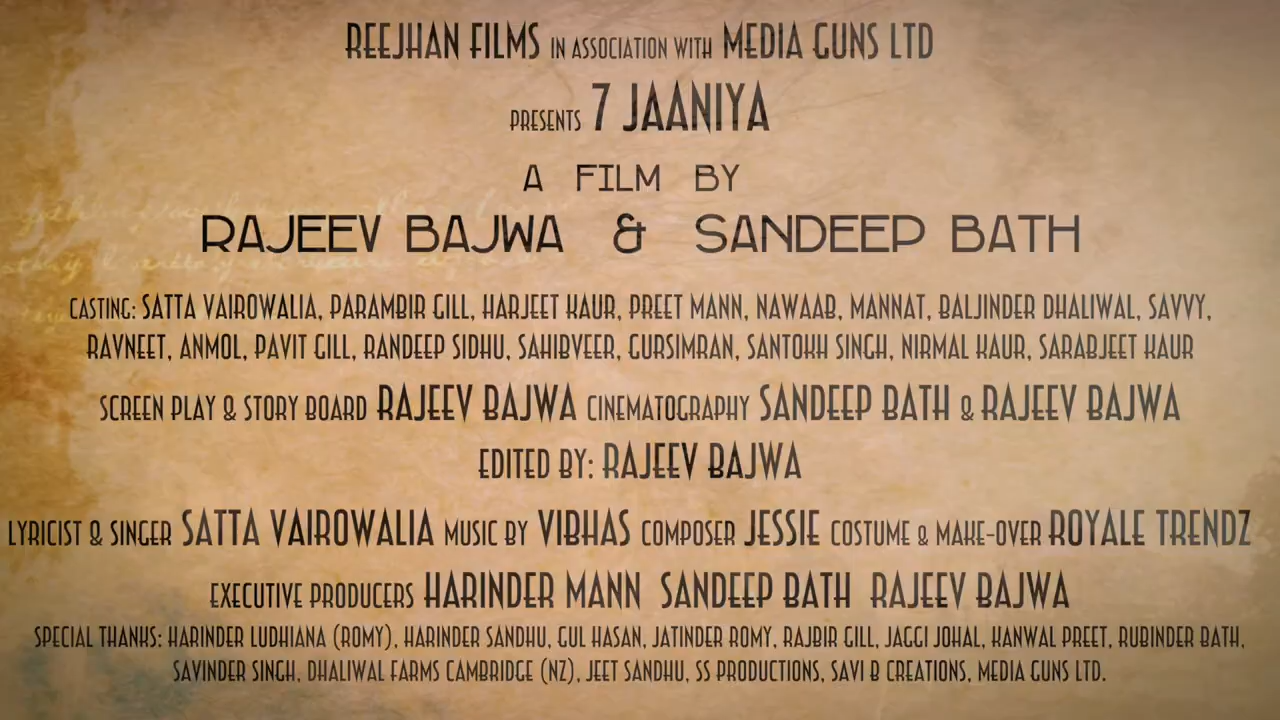 REEJHAN FILMS IN ASSOCIATION WITH MEDIA GUNS LTD
PRESENTS 7 JAANIYA
A FILM BY
RAJEEV BAJWA & SANDEEP BATH
CASTING: SATTA VAIROWALIA, PARAMBIR GILL, HARJEET KAUR, PREET MANN, NAWAAB, MANNAT, BALJINDER DHALIWAL, SAVVY,
RAVNEET, ANMOL, PAVIT GILL, RANDEEP SIDHU, SAHIBVEER, GURSIMRAN, SANTOKH SINGH, NIRMAL KAUR, SARABJEET KAUR
SCREEN PLAY & STORY BOARD RAJEEV BAJWA CINEMATOGRAPHY SANDEEP BATH & RAJEEV BAJWA
EDITED BY: RAJEEV BAJWA
LYRICIST & SINGER SATTA VAIROWALIA MUSIC BY VIBHAS COMPOSER JESSIE COSTUME & MAKE-OVER ROYALE TRENDZ
EXECUTIVE PRODUCERS HARINDER MANN SANDEEP BATH RAJEEV BAJWA
SPECIAL THANKS: HARINDER LUDHIANA (ROMY), HARINDER SANDHU, GUL HASAN, JATINDER ROMY, RAJBIR GILL, JAGGI JOHAL, KANWAL PREET, RUBINDER BATH,
SAVINDER SINGH, DHALIWAL FARMS CAMBRIDGE (NZ), JEET SANDHU, SS PRODUCTIONS, SAVI B CREATIONS, MEDIA GUNS LTD.